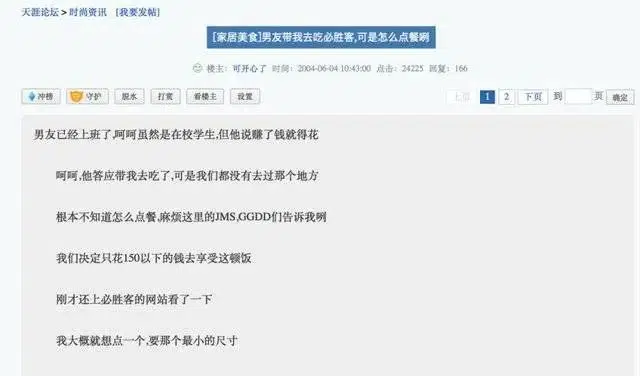 天涯论坛 > 时尚资讯 [我要发帖]
[家居美食]男友带我去吃必胜客,可是怎么点餐咧
楼主：可开心了 时间：2004-06-04 10:43:00 点击：24225 回复：166
冲榜 守护 脱水 打赏 看楼主 设置 上页 1 2 下页 到 页 确定
男友已经上班了,呵呵虽然是在校学生,但他说赚了钱就得花
呵呵,他答应带我去吃了,可是我们都没有去过那个地方
根本不知道怎么点餐,麻烦这里的JMS,GGDD们告诉我咧
我们决定只花150以下的钱去享受这顿饭
刚才还上必胜客的网站看了一下
我大概就想点一个,要那个最小的尺寸